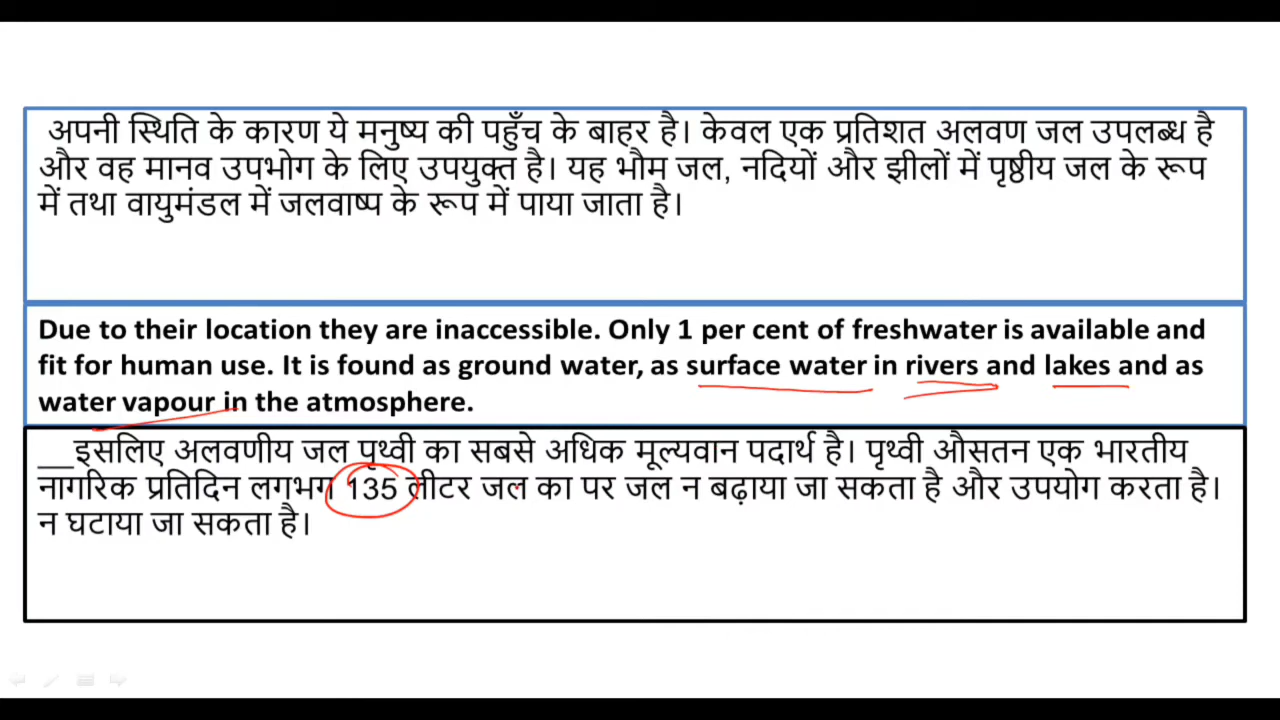 अपनी स्थिति के कारण ये मनुष्य की पहुँच के बाहर है। केवल एक प्रतिशत अलवण जल उपलब्ध है
और वह मानव उपभोग के लिए उपयुक्त है। यह भौम जल, नदियों और झीलों में पृष्ठीय जल के रूप
में तथा वायुमंडल में जलवाष्प के रूप में पाया जाता है।
Due to their location they are inaccessible. Only 1 per cent of freshwater is available and
fit for human use. It is found as ground water, as surface water in rivers and lakes and as
water vapour in the atmosphere.
__इसलिए अलवणीय जल पृथ्वी का सबसे अधिक मूल्यवान पदार्थ है। पृथ्वी औसतन एक भारतीय
नागरिक प्रतिदिन लगभग 135 लीटर जल का पर जल न बढ़ाया जा सकता है और उपयोग करता है।
न घटाया जा सकता है।